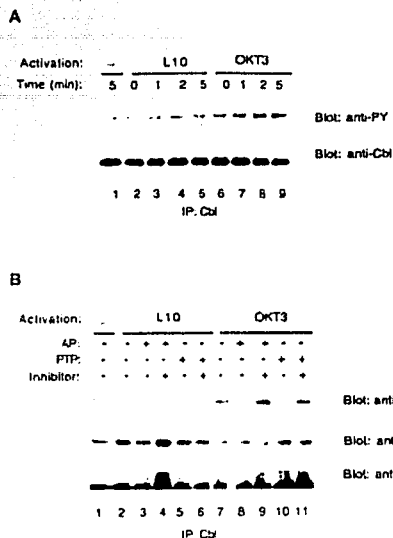 A
Activation: - L10 OKT3
Time (min): 5 0 1 2 5 0 1 2 5
Blot: anti-PY
Blot: anti-Cbl
1 2 3 4 5 6 7 8 9
IP: Cbl
B
Activation: - L10 OKT3
AP:
PTP:
Inhibitor:
Blot: anti
Blot: ant
Blot: ant
1 2 3 4 5 6 7 8 9 10 11
IP Cbl